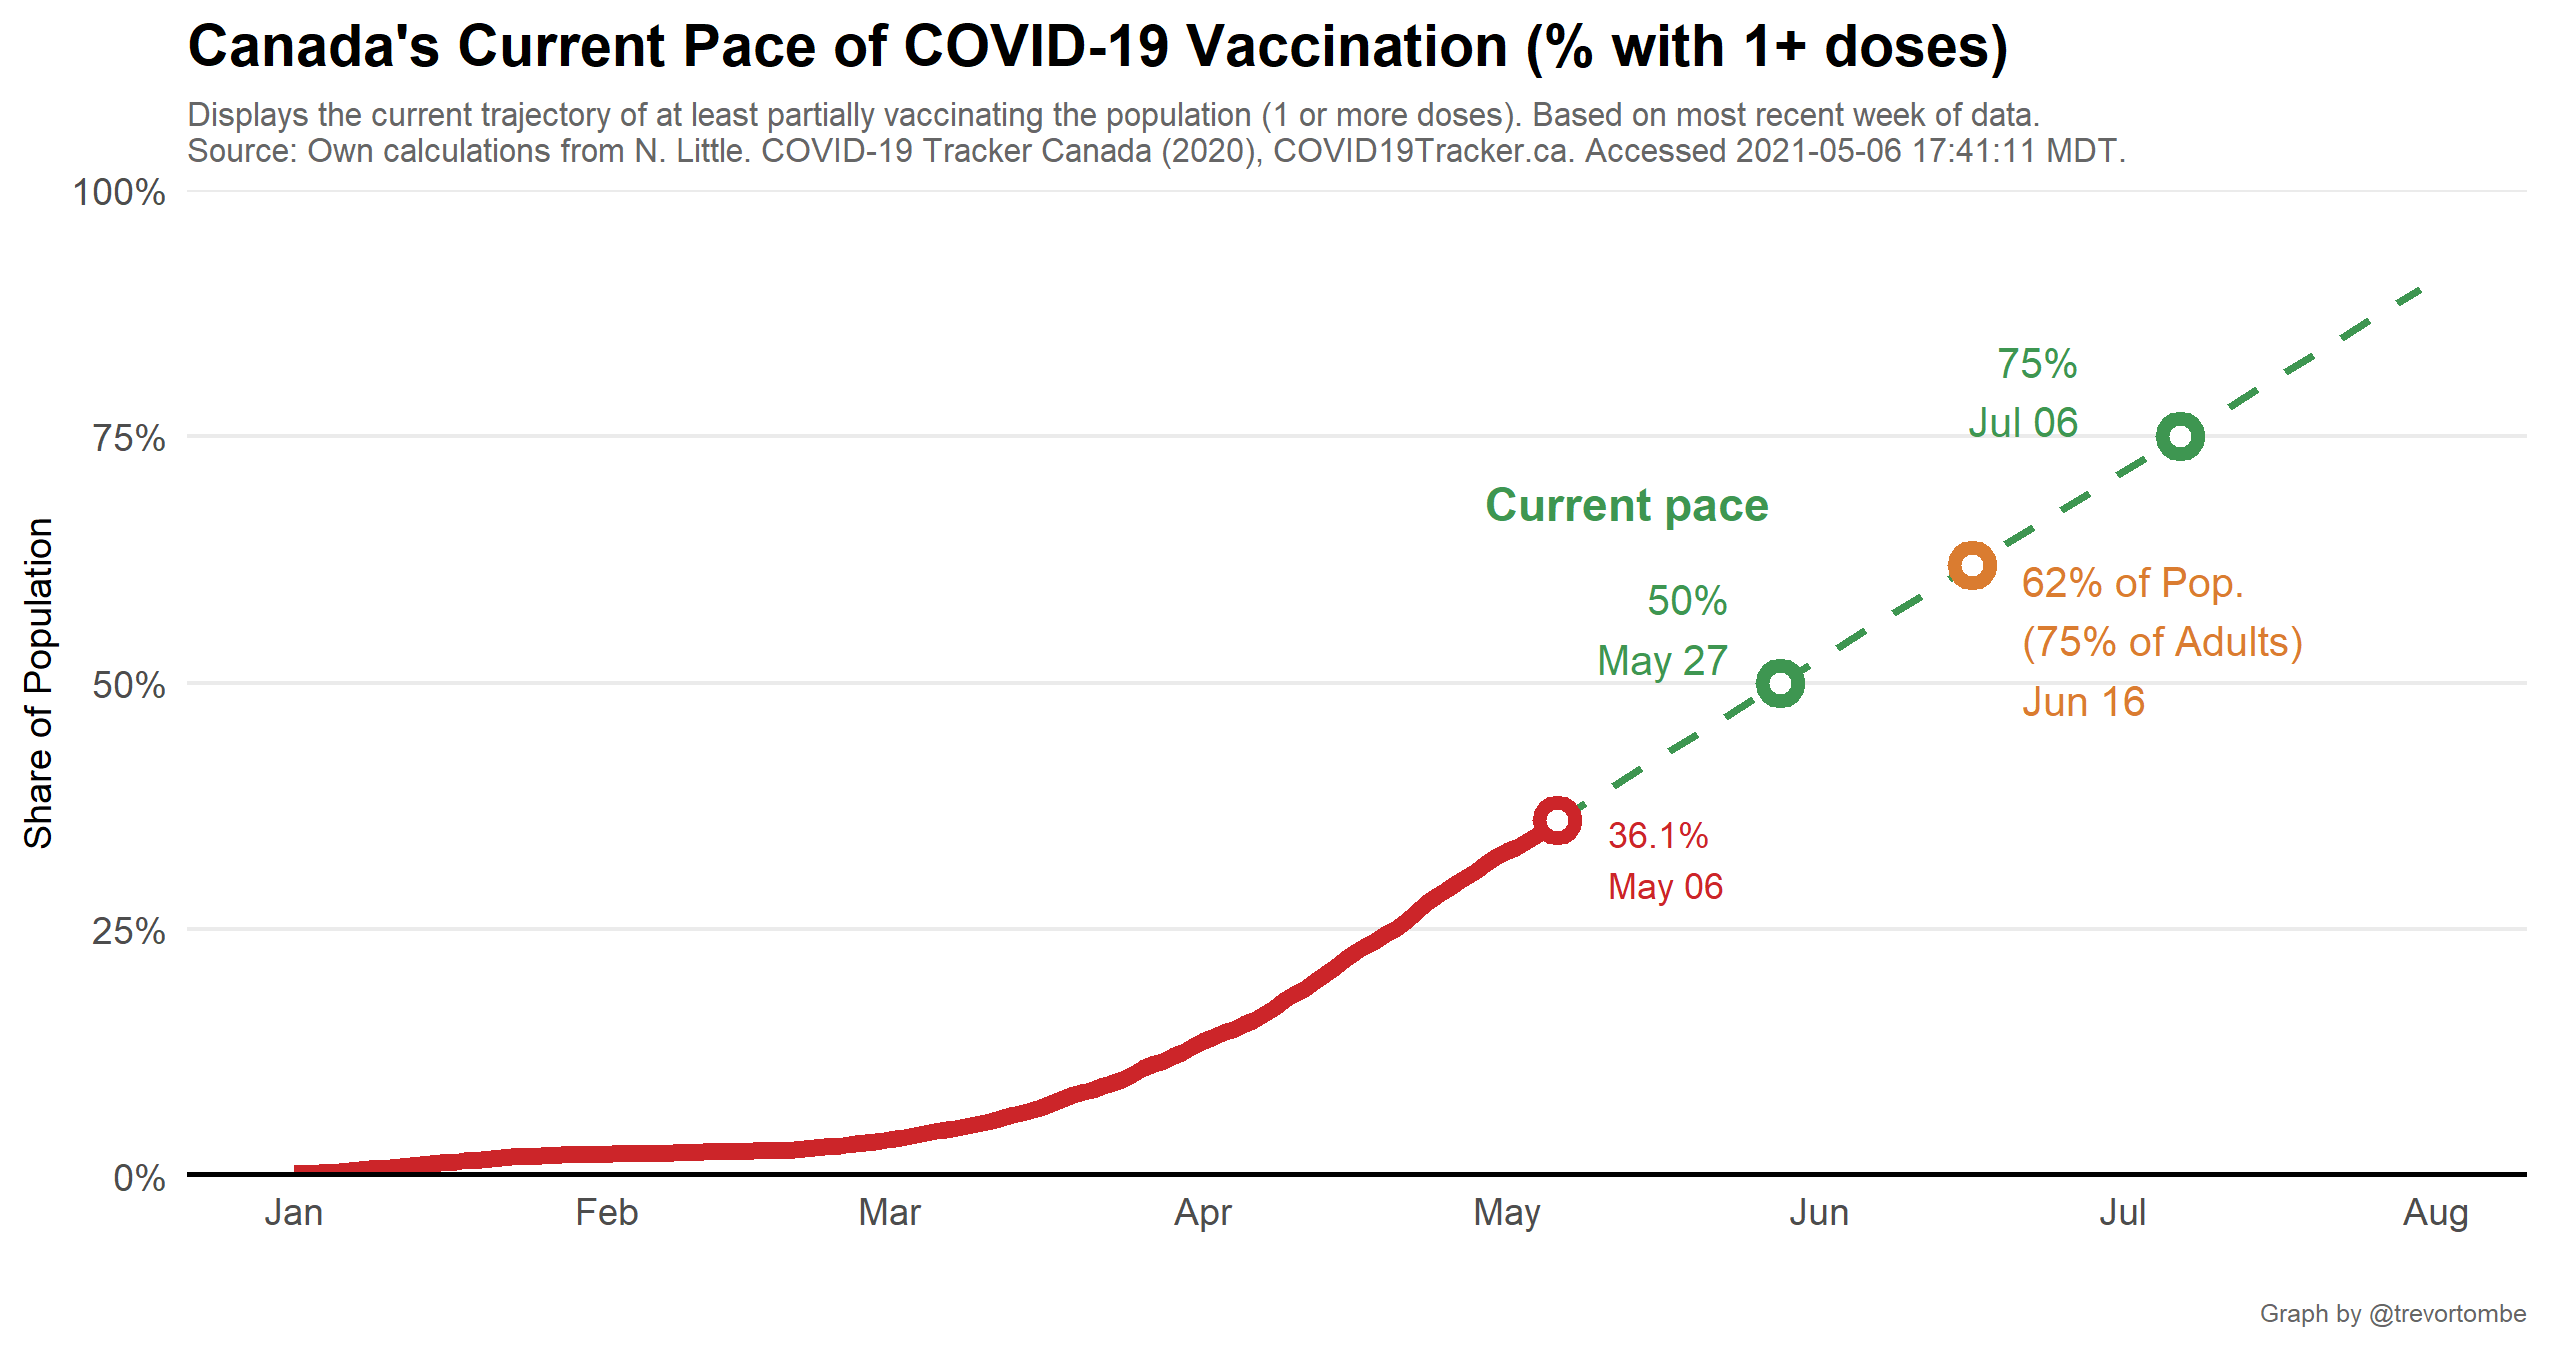 Canada's Current Pace of COVID-19 Vaccination (% with 1+ doses)
Displays the current trajectory of at least partially vaccinating the population (1 or more doses). Based on most recent week of data.
Source: Own calculations from N. Little. COVID-19 Tracker Canada (2020), COVID19Tracker.ca. Accessed 2021-05-06 17:41:11 MDT.
100%
75%
50%
25%
0%
Share of Population
75%
Jul 06
Current pace
50%
May 27
62% of Pop.
(75% of Adults)
Jun 16
36.1%
May 06
Jan Feb Mar Apr May Jun Jul Aug
Graph by @trevortombe